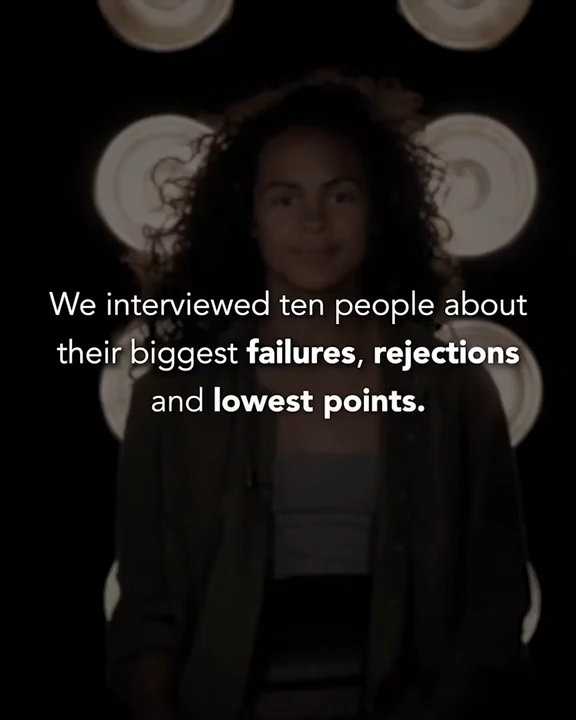 We interviewed ten people about
their biggest failures, rejections
and lowest points.